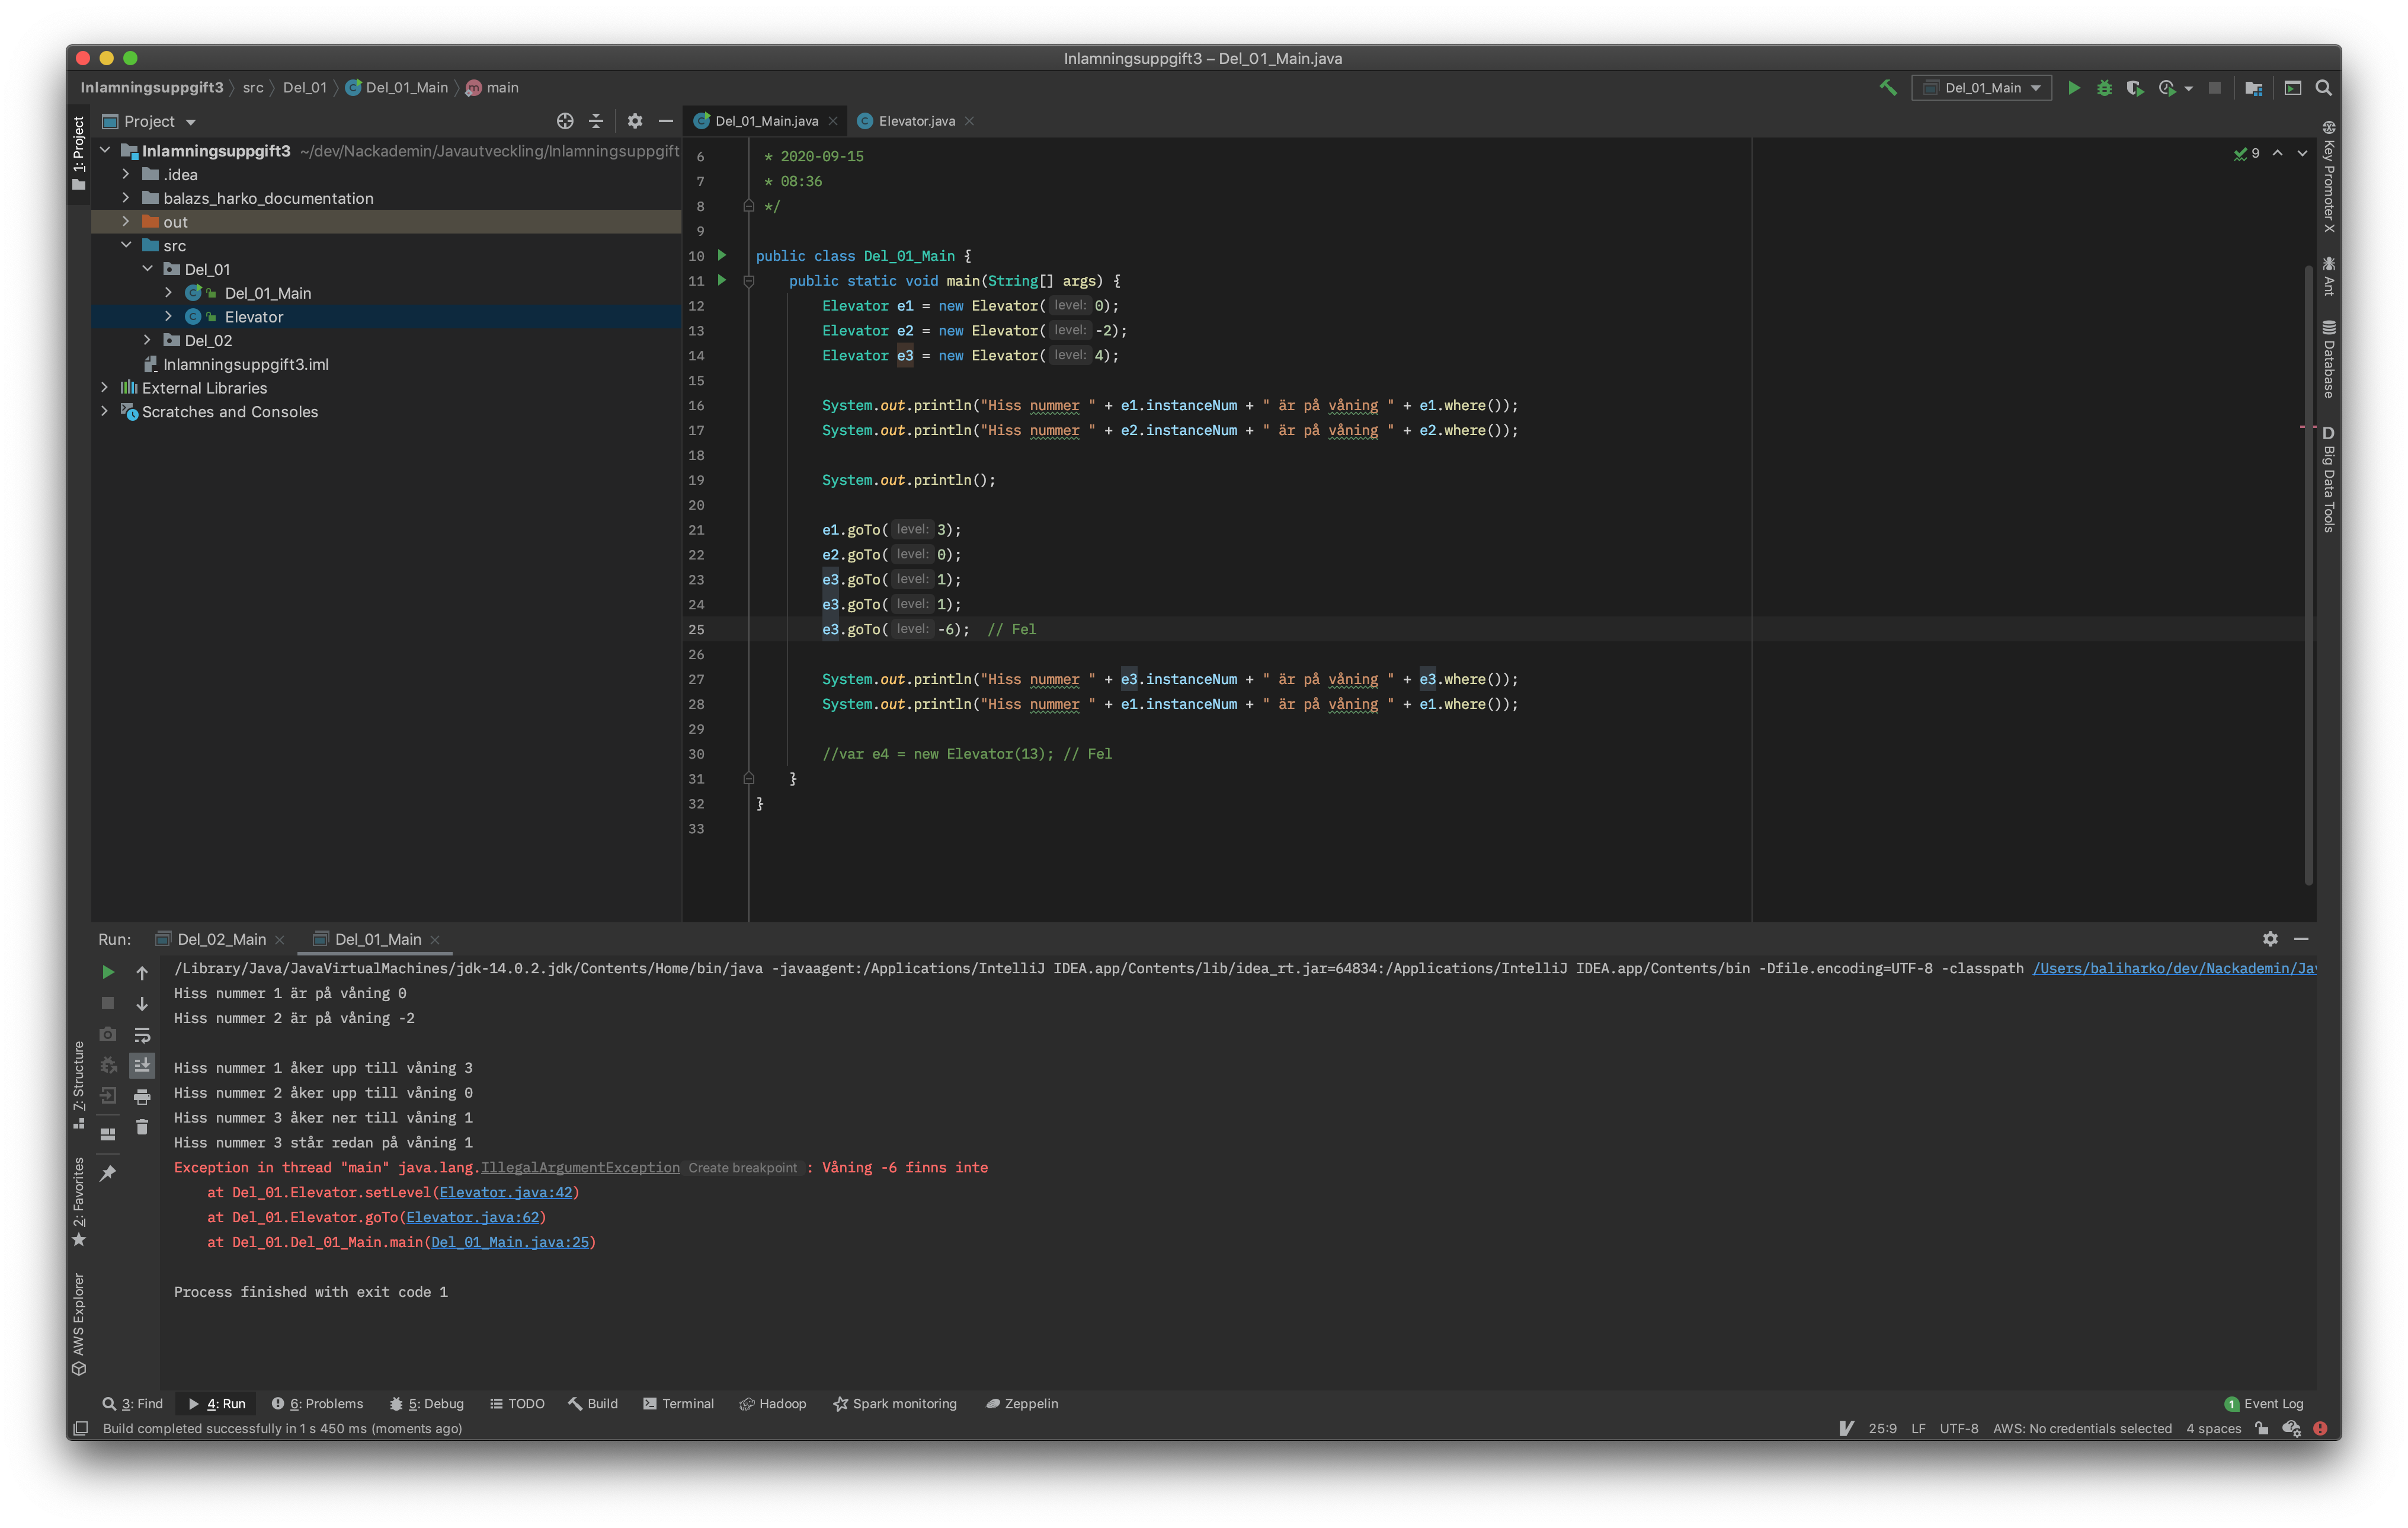 Inlamningsuppgift3 – Del_01_Main.java
Inlamningsuppgift3 src Del_01 Del_01_Main main
Del_01_Main
1: Project
Project
Inlamningsuppgift3 ~/dev/Nackademin/Javautveckling/Inlamningsuppgift
.idea
balazs_harko_documentation
out
src
Del_01
Del_01_Main
Elevator
Del_02
Inlamningsuppgift3.iml
External Libraries
Scratches and Consoles
Del_01_Main.java
Elevator.java
9
6 * 2020-09-15
7 * 08:36
8 */
9
10 public class Del_01_Main {
11 public static void main(String[] args) {
12 Elevator e1 = new Elevator( level: 0);
13 Elevator e2 = new Elevator( level: -2);
14 Elevator e3 = new Elevator( level: 4);
15
16 System.out.println("Hiss nummer " + e1.instanceNum + " är på våning " + e1.where());
17 System.out.println("Hiss nummer " + e2.instanceNum + " är på våning " + e2.where());
18
19 System.out.println();
20
21 e1.goTo( level: 3);
22 e2.goTo( level: 0);
23 e3.goTo( level: 1);
24 e3.goTo( level: 1);
25 e3.goTo( level: -6); // Fel
26
27 System.out.println("Hiss nummer " + e3.instanceNum + " är på våning " + e3.where());
28 System.out.println("Hiss nummer " + e1.instanceNum + " är på våning " + e1.where());
29
30 //var e4 = new Elevator(13); // Fel
31 }
32 }
33
Key Promoter X
Ant
Database
D Big Data Tools
Run: Del_02_Main Del_01_Main
/Library/Java/JavaVirtualMachines/jdk-14.0.2.jdk/Contents/Home/bin/java -javaagent:/Applications/IntelliJ IDEA.app/Contents/lib/idea_rt.jar=64834:/Applications/IntelliJ IDEA.app/Contents/bin -Dfile.encoding=UTF-8 -classpath /Users/baliharko/dev/Nackademin/Jav
Hiss nummer 1 är på våning 0
Hiss nummer 2 är på våning -2
Hiss nummer 1 åker upp till våning 3
Hiss nummer 2 åker upp till våning 0
Hiss nummer 3 åker ner till våning 1
Hiss nummer 3 står redan på våning 1
Exception in thread "main" java.lang.IllegalArgumentException Create breakpoint : Våning -6 finns inte
at Del_01.Elevator.setLevel(Elevator.java:42)
at Del_01.Elevator.goTo(Elevator.java:62)
at Del_01.Del_01_Main.main(Del_01_Main.java:25)
Process finished with exit code 1
Z: Structure
2: Favorites
AWS Explorer
3: Find 4: Run 6: Problems 5: Debug TODO Build Terminal Hadoop Spark monitoring Zeppelin 1 Event Log
Build completed successfully in 1 s 450 ms (moments ago) 25:9 LF UTF-8 AWS: No credentials selected 4 spaces